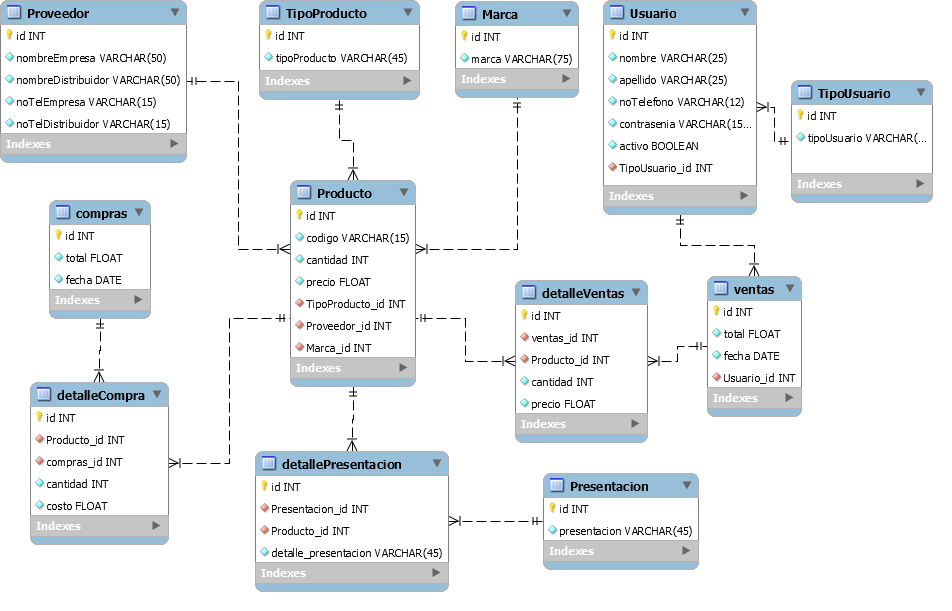 Proveedor
id INT
nombreEmpresa VARCHAR(50)
nombreDistribuidor VARCHAR(50)
noTelEmpresa VARCHAR(15)
noTelDistribuidor VARCHAR(15)
Indexes
TipoProducto
id INT
tipoProducto VARCHAR(45)
Indexes
Marca
id INT
marca VARCHAR(75)
Indexes
Usuario
id INT
nombre VARCHAR(25)
apellido VARCHAR(25)
noTelefono VARCHAR(12)
contrasenia VARCHAR(15...
activo BOOLEAN
TipoUsuario_id INT
Indexes
TipoUsuario
id INT
tipoUsuario VARCHAR(...
Indexes
compras
id INT
total FLOAT
fecha DATE
Indexes
Producto
id INT
codigo VARCHAR(15)
cantidad INT
precio FLOAT
TipoProducto_id INT
Proveedor_id INT
Marca_id INT
Indexes
detalleVentas
id INT
ventas_id INT
Producto_id INT
cantidad INT
precio FLOAT
Indexes
ventas
id INT
total FLOAT
fecha DATE
Usuario_id INT
Indexes
detalleCompra
id INT
Producto_id INT
compras_id INT
cantidad INT
costo FLOAT
Indexes
detallePresentacion
id INT
Presentacion_id INT
Producto_id INT
detalle_presentacion VARCHAR(45)
Indexes
Presentacion
id INT
presentacion VARCHAR(45)
Indexes